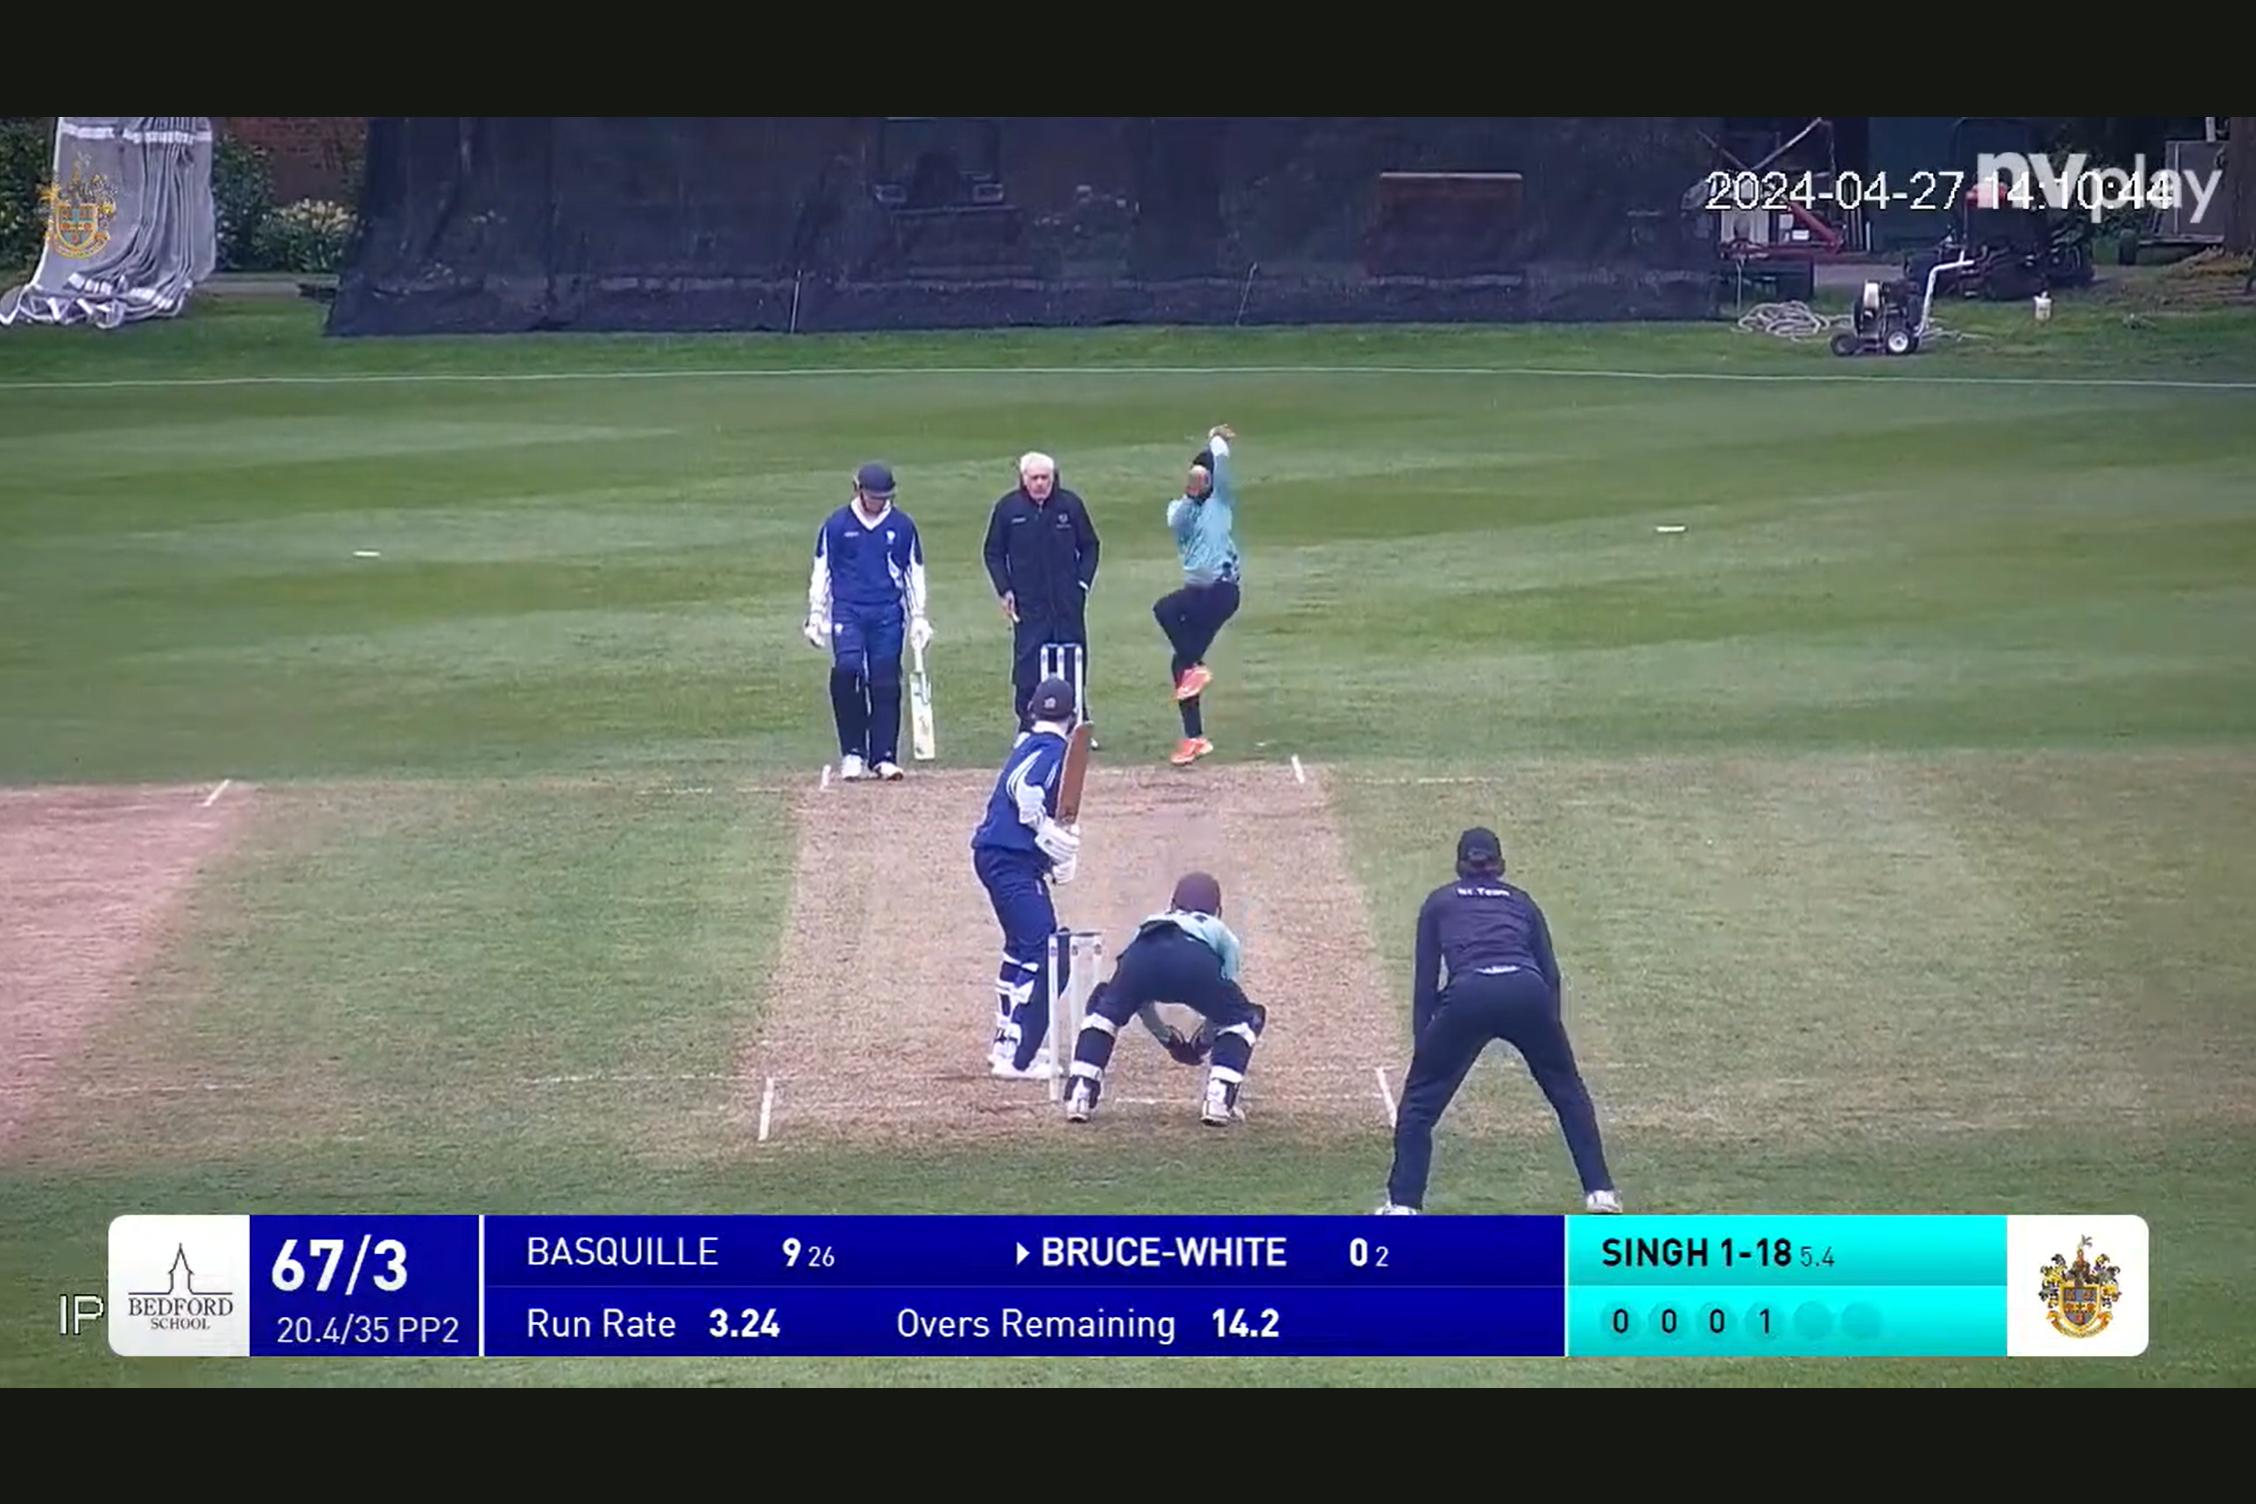 2024-04-27 14:10:44
nvplay
67/3
20.4/35 PP2
BASQUILLE 9 26
BRUCE-WHITE 0 2
Run Rate 3.24
Overs Remaining 14.2
SINGH 1-18 5.4
0 0 0 1
IP
BEDFORD
SCHOOL